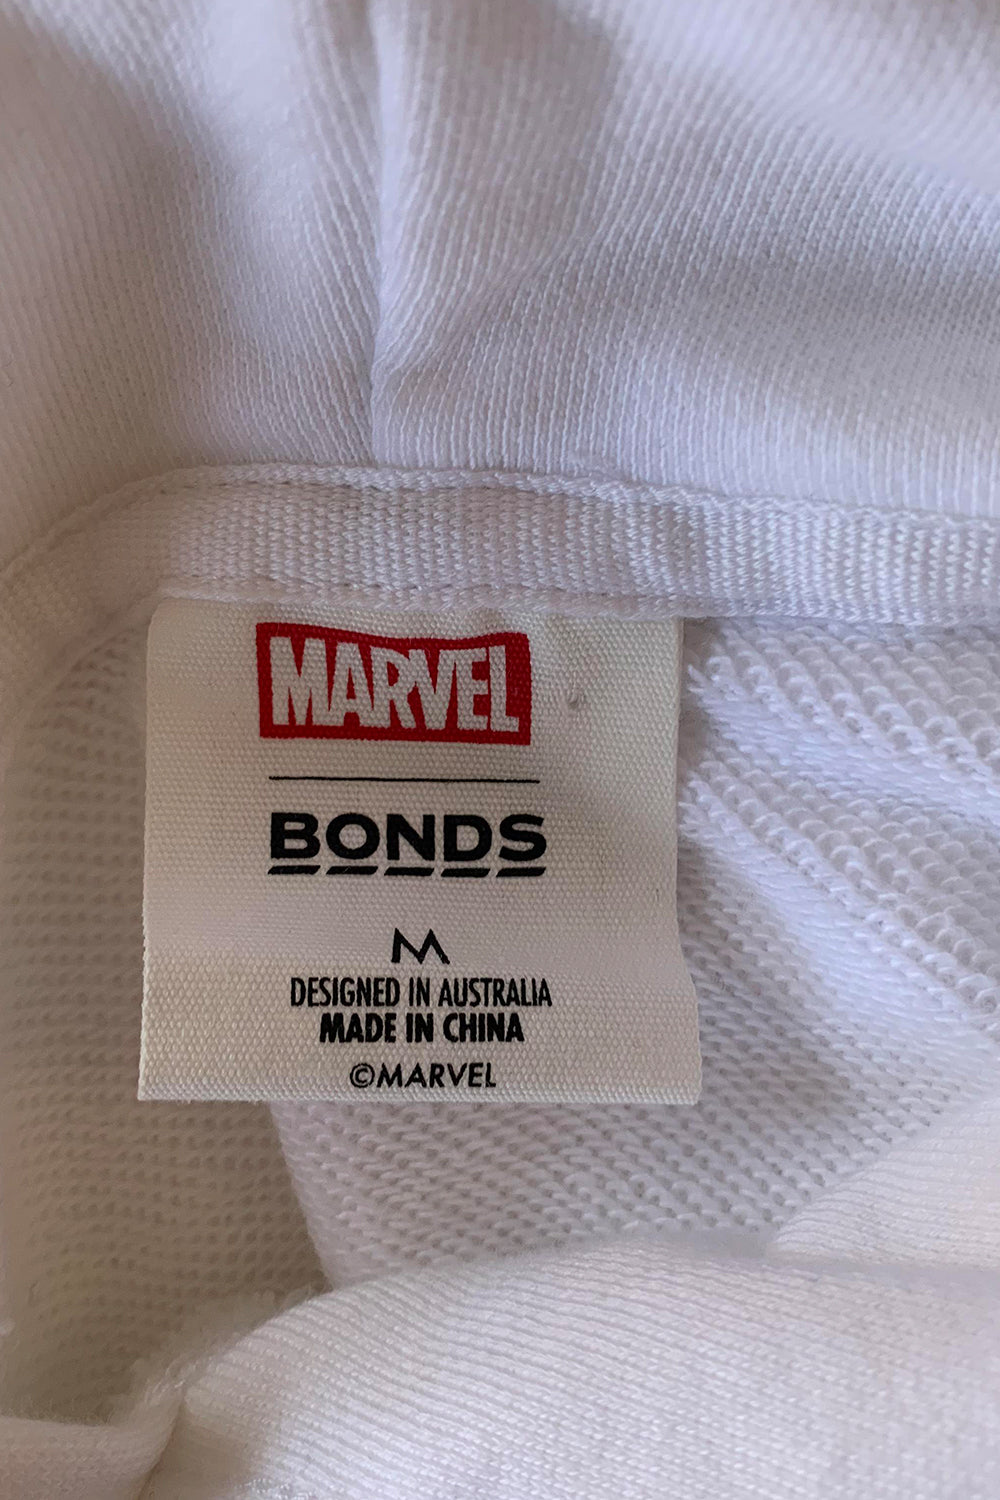 MARVEL
BONDS
M
DESIGNED IN AUSTRALIA
MADE IN CHINA
©MARVEL